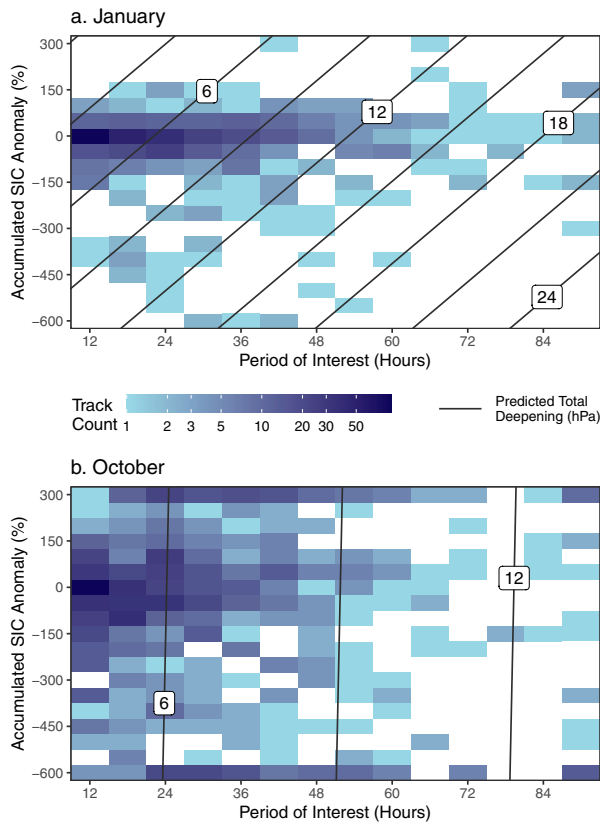 a. January
Accumulated SIC Anomaly (%)
300
150
0
−150
−300
−450
−600
6
12
18
24
12 24 36 48 60 72 84
Period of Interest (Hours)
Track
Count
1 2 3 5 10 20 30 50
Predicted Total
Deepening (hPa)
b. October
Accumulated SIC Anomaly (%)
300
150
0
−150
−300
−450
−600
12
6
12 24 36 48 60 72 84
Period of Interest (Hours)